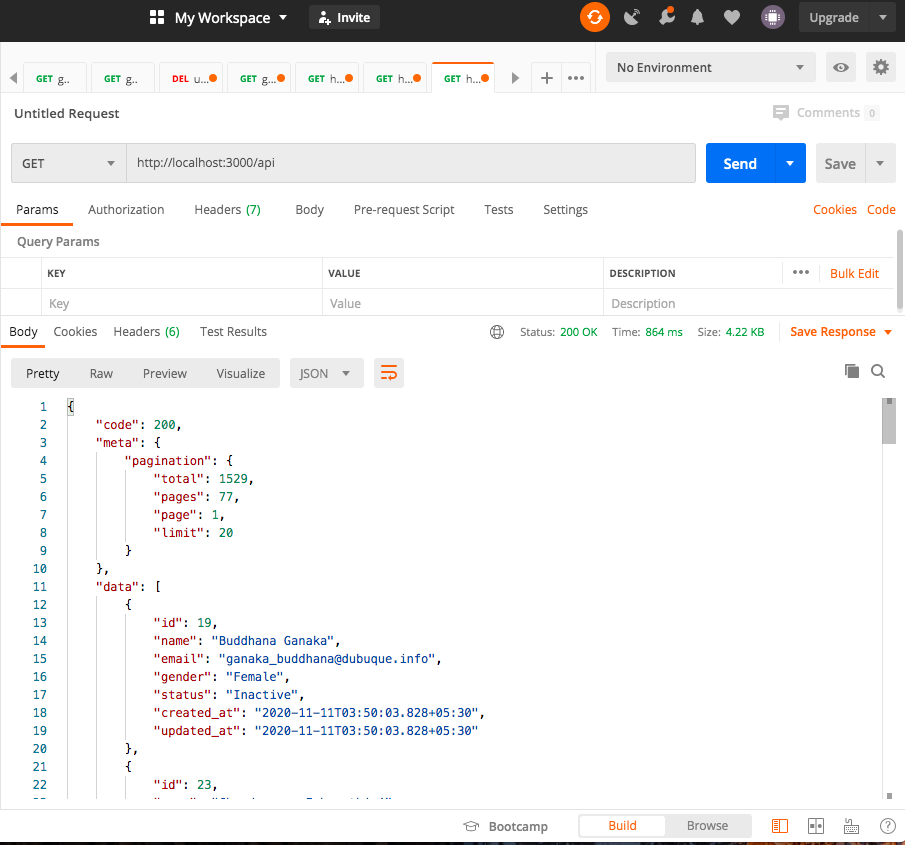 My Workspace Invite Upgrade
GET g.. GET g.. DEL u... GET g... GET h... GET h... GET h... No Environment
Untitled Request Comments 0
GET http://localhost:3000/api Send Save
Params Authorization Headers (7) Body Pre-request Script Tests Settings Cookies Code
Query Params
KEY VALUE DESCRIPTION Bulk Edit
Key Value Description
Body Cookies Headers (6) Test Results Status: 200 OK Time: 864 ms Size: 4.22 KB Save Response
Pretty Raw Preview Visualize JSON
1 {
2 "code": 200,
3 "meta": {
4 "pagination": {
5 "total": 1529,
6 "pages": 77,
7 "page": 1,
8 "limit": 20
9 }
10 },
11 "data": [
12 {
13 "id": 19,
14 "name": "Buddhana Ganaka",
15 "email": "ganaka_buddhana@dubuque.info",
16 "gender": "Female",
17 "status": "Inactive",
18 "created_at": "2020-11-11T03:50:03.828+05:30",
19 "updated_at": "2020-11-11T03:50:03.828+05:30"
20 },
21 {
22 "id": 23,
Bootcamp Build Browse